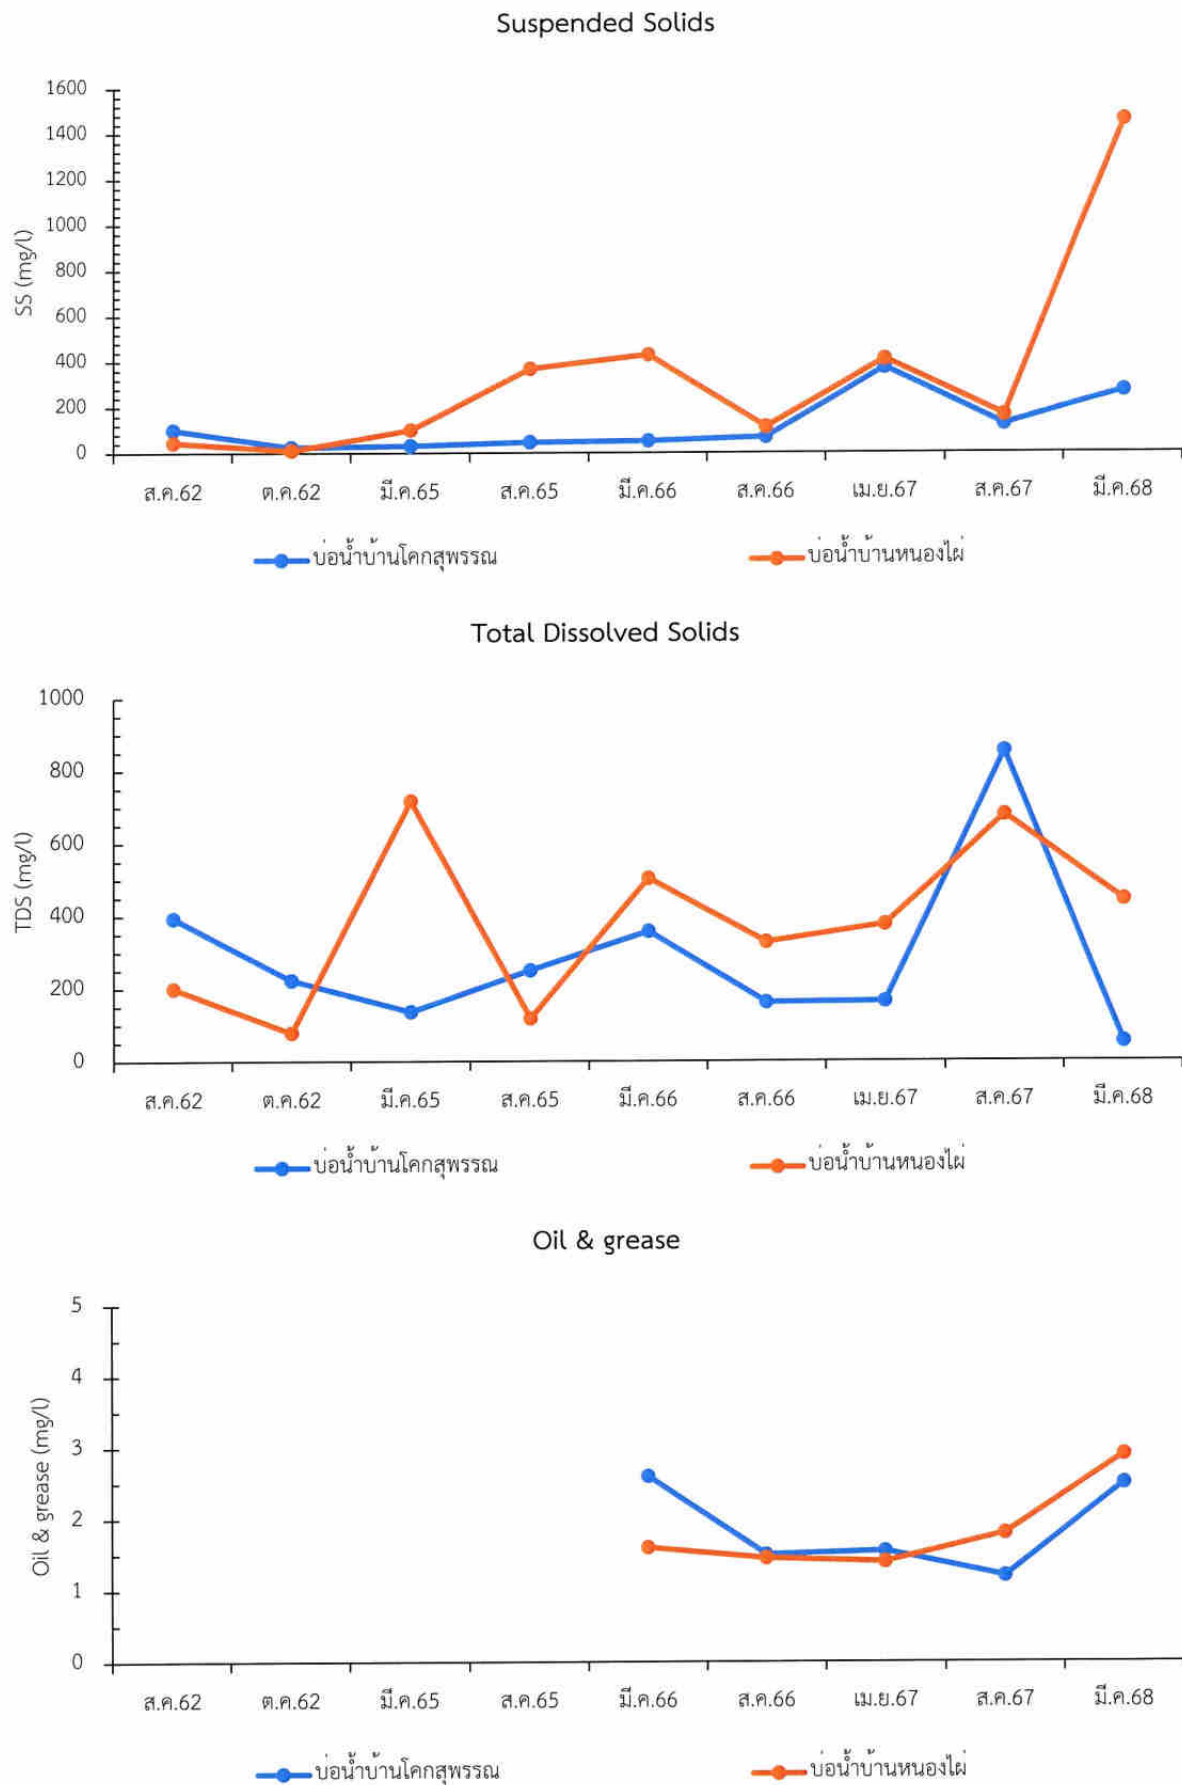 Suspended Solids
1600
1400
1200
1000
800
600
400
200
0
SS (mg/l)
ส.ค.62 ต.ค.62 มี.ค.65 ส.ค.65 มี.ค.66 ส.ค.66 เม.ย.67 ส.ค.67 มี.ค.68
บ่อน้ำบ้านโคกสุพรรณ บ่อน้ำบ้านหนองไผ่
Total Dissolved Solids
1000
800
600
400
200
0
TDS (mg/l)
ส.ค.62 ต.ค.62 มี.ค.65 ส.ค.65 มี.ค.66 ส.ค.66 เม.ย.67 ส.ค.67 มี.ค.68
บ่อน้ำบ้านโคกสุพรรณ บ่อน้ำบ้านหนองไผ่
Oil & grease
5
4
3
2
1
0
Oil & grease (mg/l)
ส.ค.62 ต.ค.62 มี.ค.65 ส.ค.65 มี.ค.66 ส.ค.66 เม.ย.67 ส.ค.67 มี.ค.68
บ่อน้ำบ้านโคกสุพรรณ บ่อน้ำบ้านหนองไผ่